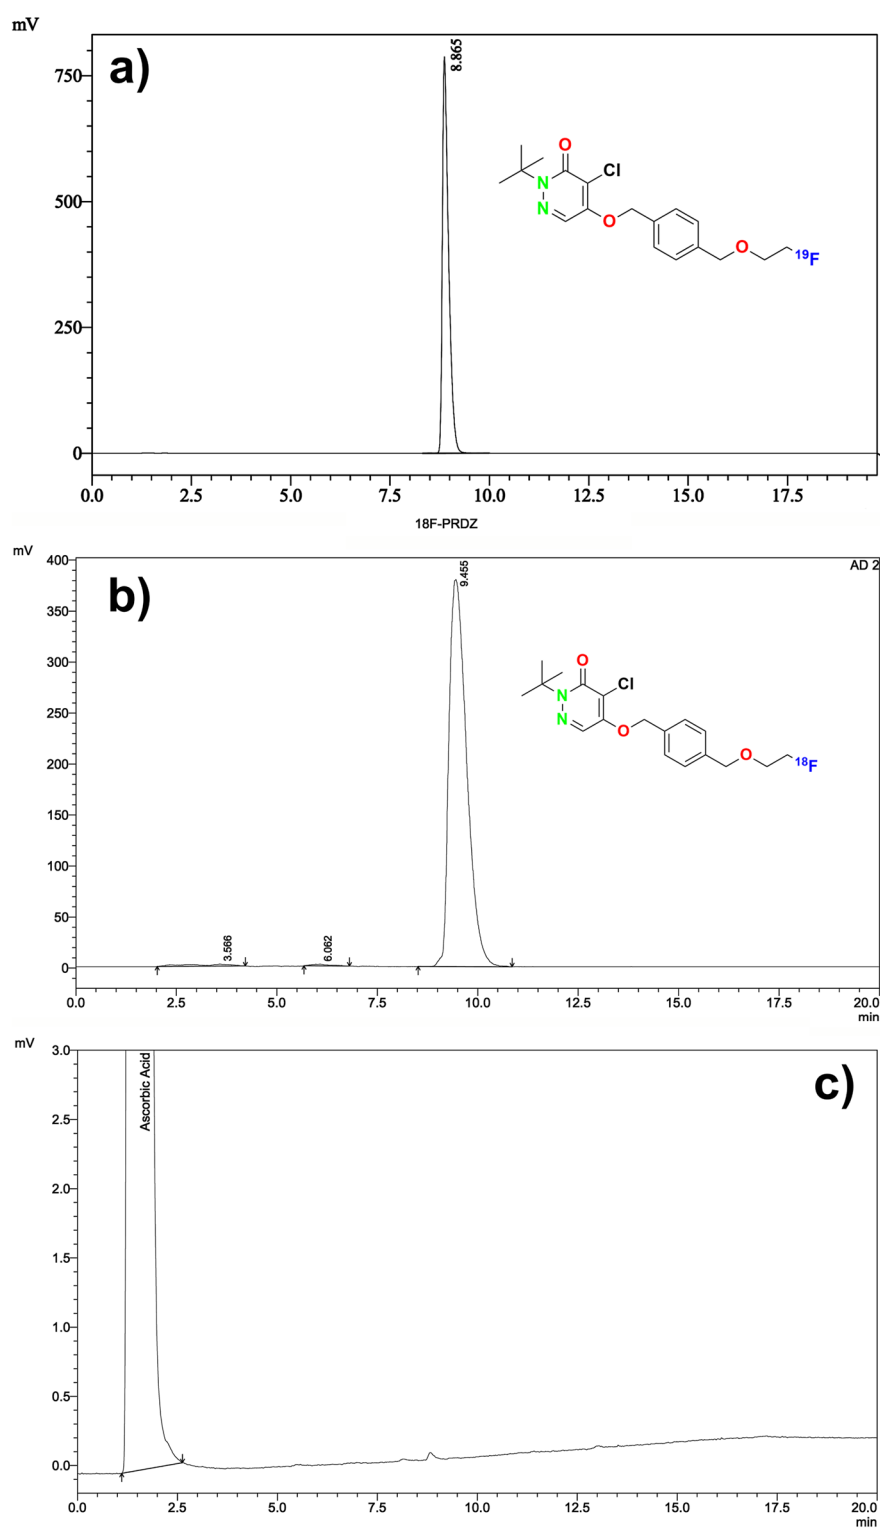 mV
a)
8.865
750
500
250
0
O
N
N
Cl
O
O
19F
0.0 2.5 5.0 7.5 10.0 12.5 15.0 17.5
18F-PRDZ
mV
400
AD 2
b)
9.455
350
300
250
200
150
100
50
0
O
N
N
Cl
O
O
18F
3.566
6.062
0.0 2.5 5.0 7.5 10.0 12.5 15.0 17.5 20.0
min
mV
3.0
Ascorbic Acid
c)
2.5
2.0
1.5
1.0
0.5
0.0
0.0 2.5 5.0 7.5 10.0 12.5 15.0 17.5 20.0
min